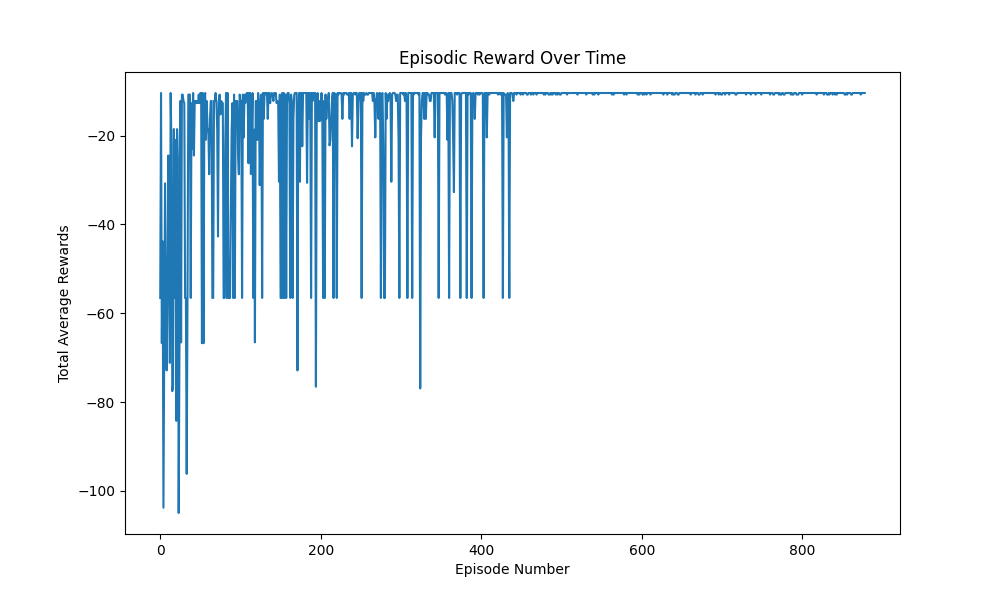 Episodic Reward Over Time
Total Average Rewards
−20
−40
−60
−80
−100
0 200 400 600 800
Episode Number